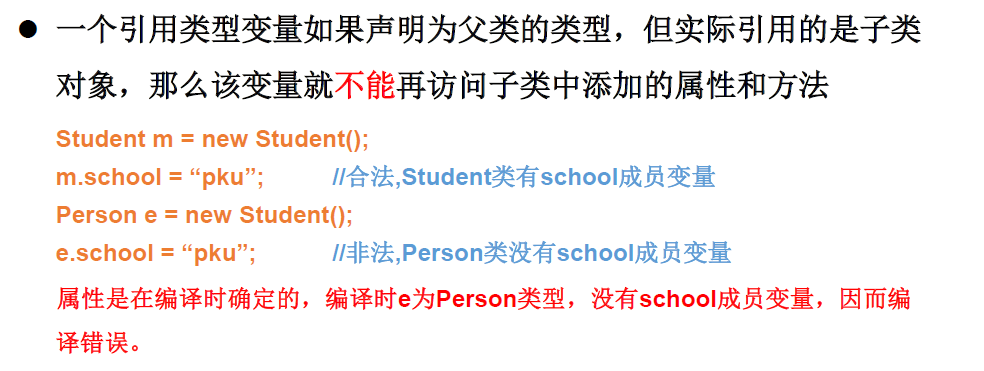 ● 一个引用类型变量如果声明为父类的类型，但实际引用的是子类
对象，那么该变量就不能再访问子类中添加的属性和方法
Student m = new Student();
m.school = “pku”; //合法,Student类有school成员变量
Person e = new Student();
e.school = “pku”; //非法,Person类没有school成员变量
属性是在编译时确定的，编译时e为Person类型，没有school成员变量，因而编
译错误。